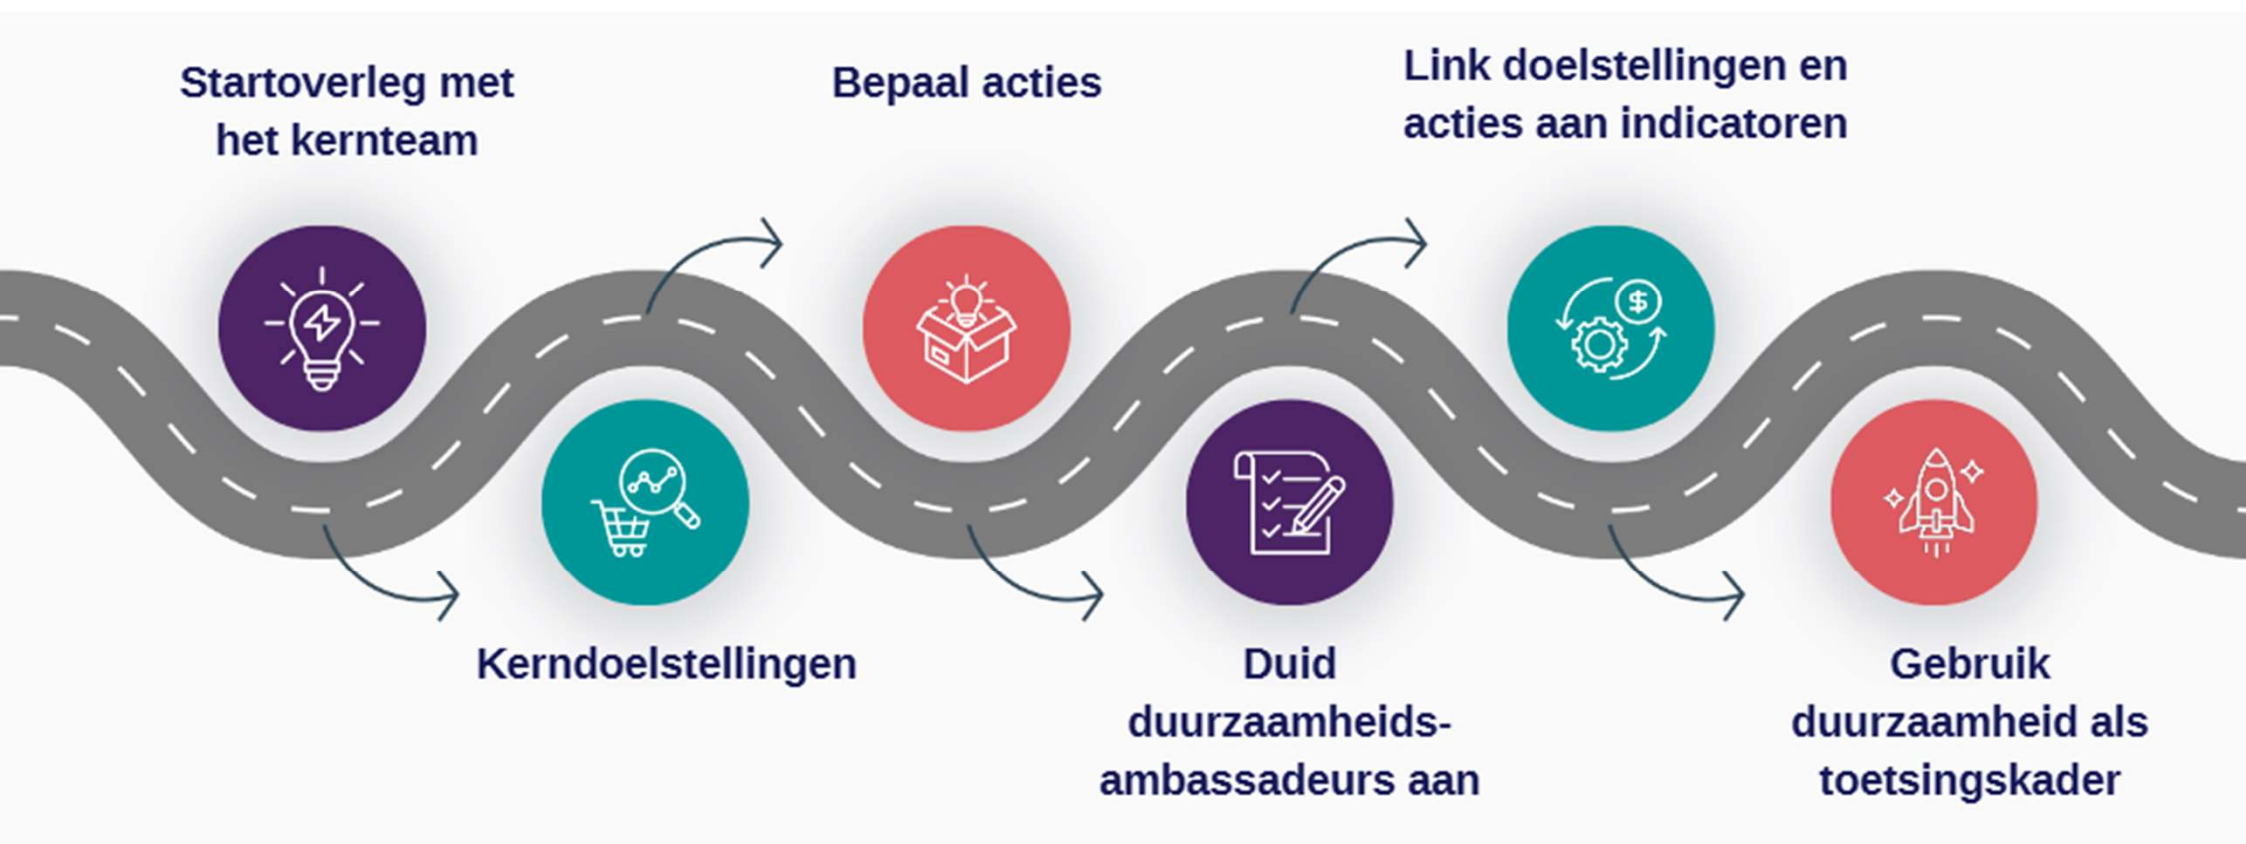 Startoverleg met
het kernteam
Kerndoelstellingen
Bepaal acties
Duid
duurzaamheids-
ambassadeurs aan
Link doelstellingen en
acties aan indicatoren
$
Gebruik
duurzaamheid als
toetsingskader